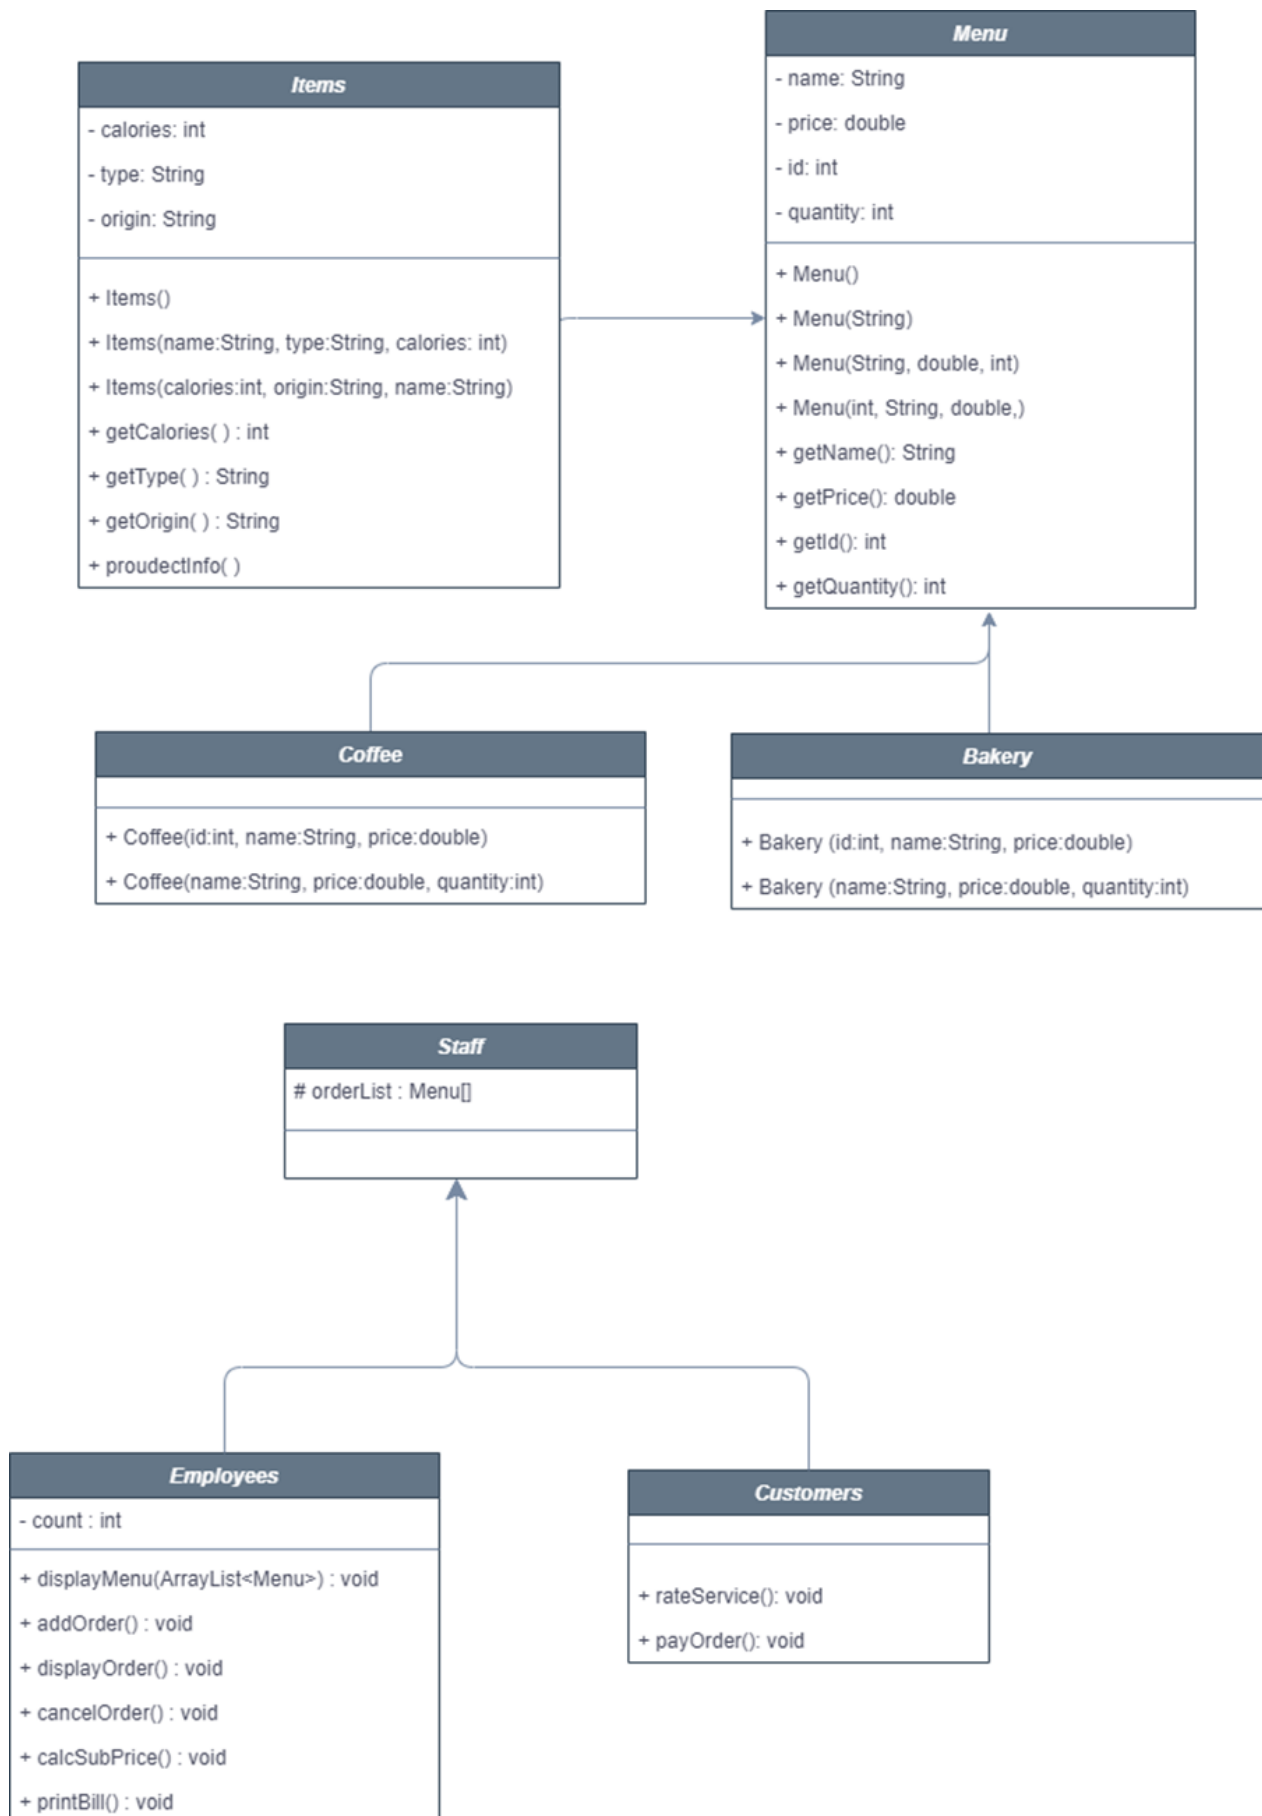 Items
- calories: int
- type: String
- origin: String
+ Items()
+ Items(name:String, type:String, calories: int)
+ Items(calories:int, origin:String, name:String)
+ getCalories( ) : int
+ getType( ) : String
+ getOrigin( ) : String
+ proudectInfo( )
Menu
- name: String
- price: double
- id: int
- quantity: int
+ Menu()
+ Menu(String)
+ Menu(String, double, int)
+ Menu(int, String, double,)
+ getName(): String
+ getPrice(): double
+ getId(): int
+ getQuantity(): int
Coffee
+ Coffee(id:int, name:String, price:double)
+ Coffee(name:String, price:double, quantity:int)
Bakery
+ Bakery (id:int, name:String, price:double)
+ Bakery (name:String, price:double, quantity:int)
Staff
# orderList : Menu[]
Employees
- count : int
+ displayMenu(ArrayList<Menu>) : void
+ addOrder() : void
+ displayOrder() : void
+ cancelOrder() : void
+ calcSubPrice() : void
+ printBill() : void
Customers
+ rateService(): void
+ payOrder(): void